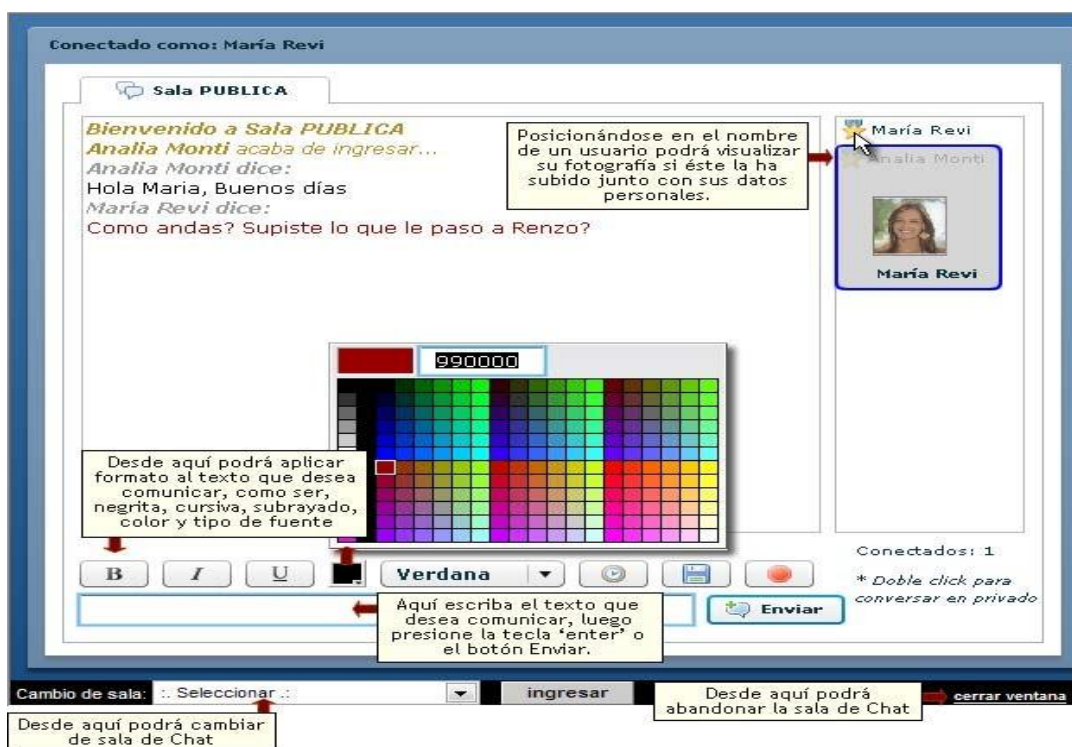 Conectado como: María Revi
Sala PUBLICA
Bienvenido a Sala PUBLICA
Analia Monti acaba de ingresar...
Analia Monti dice:
Hola Maria, Buenos días
María Revi dice:
Como andas? Supiste lo que le paso a Renzo?
Posicionándose en el nombre
de un usuario podrá visualizar
su fotografía si éste la ha
subido junto con sus datos
personales.
María Revi
Analia Monti
María Revi
990000
Desde aquí podrá aplicar
formato al texto que desea
comunicar, como ser,
negrita, cursiva, subrayado,
color y tipo de fuente
Conectados: 1
* Doble click para
conversar en privado
B I U Verdana
Aquí escriba el texto que
desea comunicar, luego
presione la tecla ‘enter’ o
el botón Enviar.
Enviar
Cambio de sala: :. Seleccionar .: ingresar
Desde aquí podrá
abandonar la sala de Chat
cerrar ventana
Desde aquí podrá cambiar
de sala de Chat